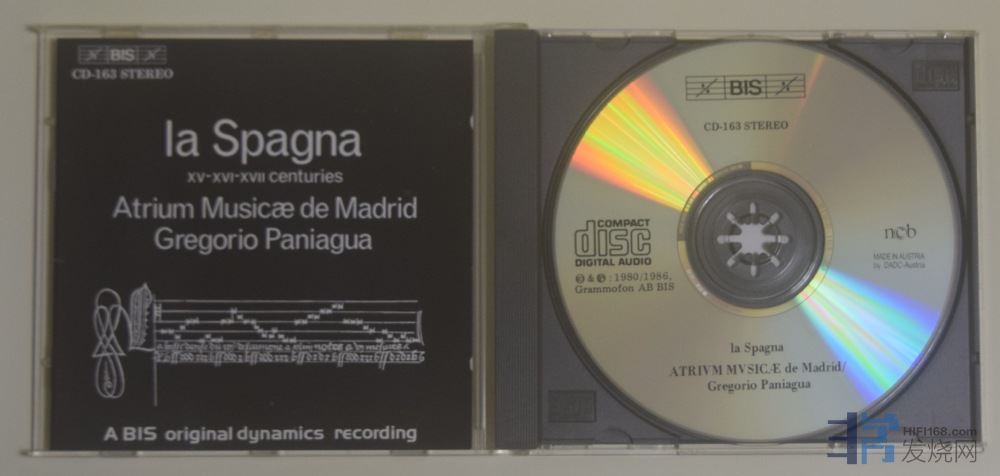 BIS
CD-163 STEREO
la Spagna
XV-XVI-XVII centuries
Atrium Musicæ de Madrid
Gregorio Paniagua
A BIS original dynamics recording
BIS
CD-163 STEREO
COMPACT
disc
DIGITAL AUDIO
℗ & © : 1980/1986,
Grammofon AB BIS
ncb
MADE IN AUSTRIA
by DADC-Austria
la Spagna
ATRIVM MVSICÆ de Madrid/
Gregorio Paniagua
HIFI168.com
发烧网